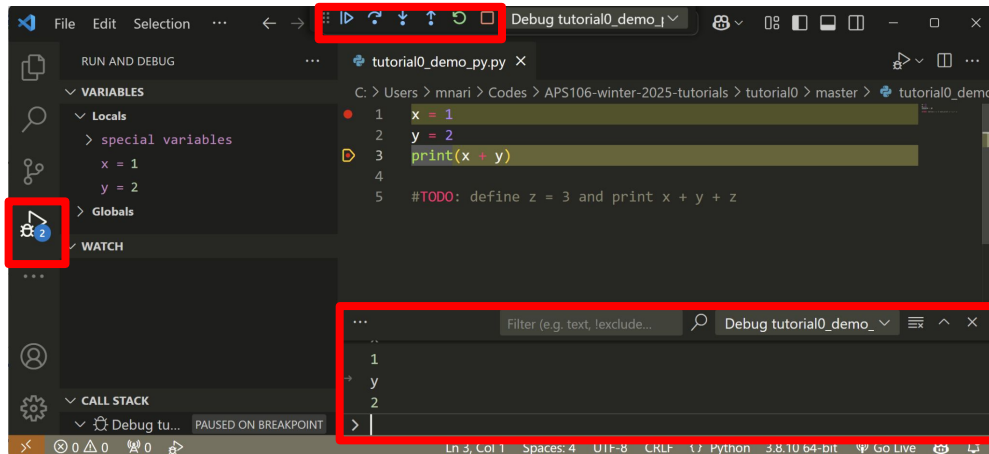 File Edit Selection ··· Debug tutorial0_demo_
RUN AND DEBUG ···
tutorial0_demo_py.py
VARIABLES
C: > Users > mnari > Codes > APS106-winter-2025-tutorials > tutorial0 > master > tutorial0_demo
Locals
special variables
x = 1
y = 2
Globals
2
WATCH
1 x = 1
2 y = 2
3 print(x + y)
4
5 #TODO: define z = 3 and print x + y + z
Filter (e.g. text, !exclude... Debug tutorial0_demo_
1
y
2
>
CALL STACK
Debug tu... PAUSED ON BREAKPOINT
0 0 0 Ln 3, Col 1 Spaces: 4 UTF-8 CRLF {} Python 3.8.10 64-bit Go Live